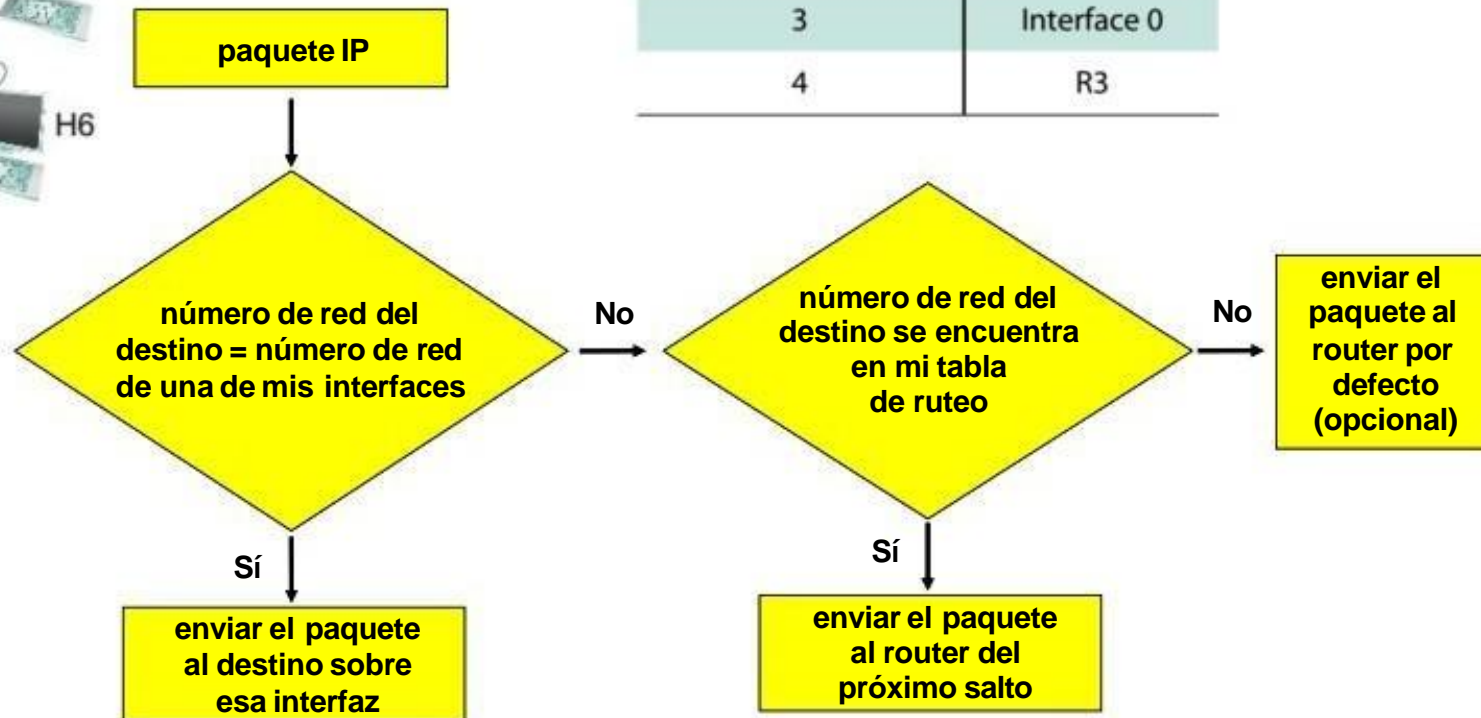 3 Interface 0
4 R3
H6
paquete IP
número de red del
destino = número de red
de una de mis interfaces
No
número de red del
destino se encuentra
en mi tabla
de ruteo
No
enviar el
paquete al
router por
defecto
(opcional)
Sí
enviar el paquete
al destino sobre
esa interfaz
Sí
enviar el paquete
al router del
próximo salto